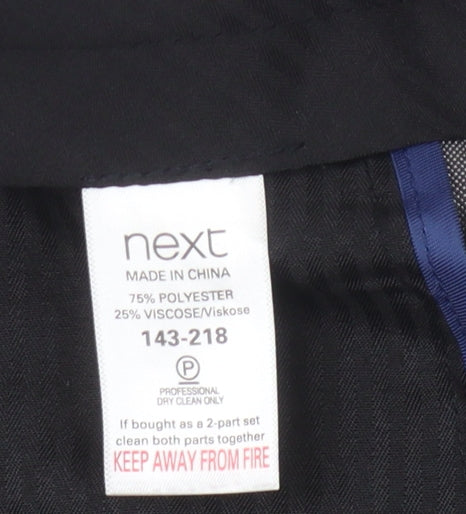 next
MADE IN CHINA
75% POLYESTER
25% VISCOSE/Viskose
143-218
P
PROFESSIONAL
DRY CLEAN ONLY
If bought as a 2-part set
clean both parts together
KEEP AWAY FROM FIRE